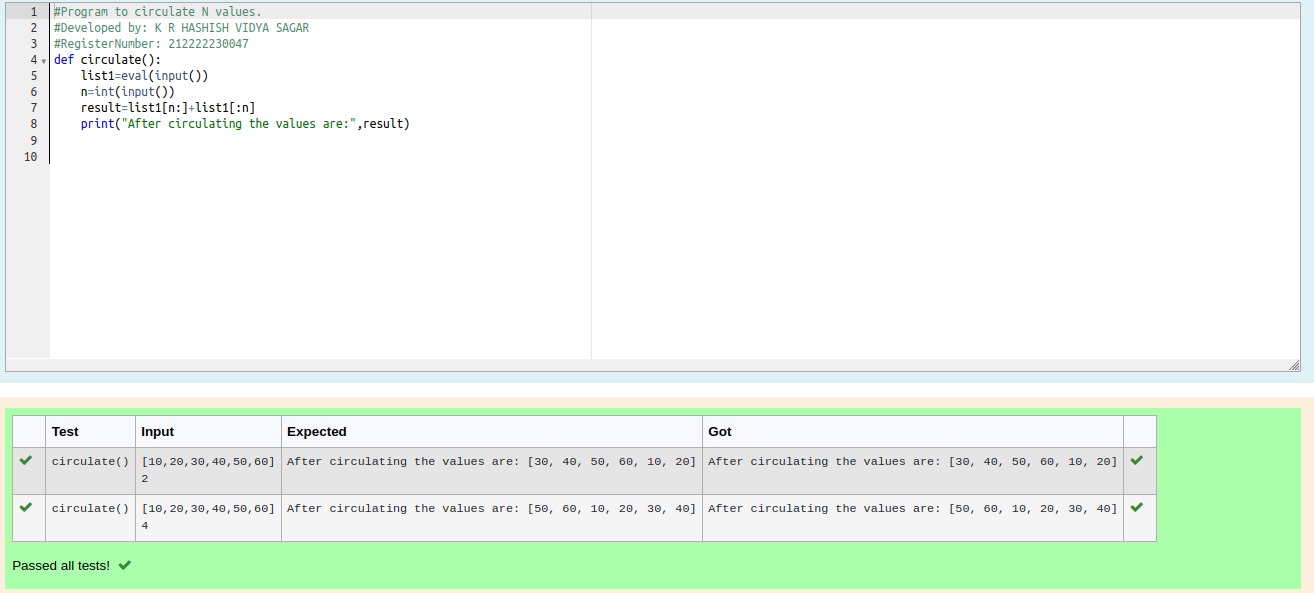 1 #Program to circulate N values.
2 #Developed by: K R HASHISH VIDYA SAGAR
3 #RegisterNumber: 212222230047
4 def circulate():
5     list1=eval(input())
6     n=int(input())
7     result=list1[n:]+list1[:n]
8     print("After circulating the values are:",result)
9
10
Test Input Expected Got
circulate() [10,20,30,40,50,60] After circulating the values are: [30, 40, 50, 60, 10, 20] After circulating the values are: [30, 40, 50, 60, 10, 20]
2
circulate() [10,20,30,40,50,60] After circulating the values are: [50, 60, 10, 20, 30, 40] After circulating the values are: [50, 60, 10, 20, 30, 40]
4
Passed all tests!